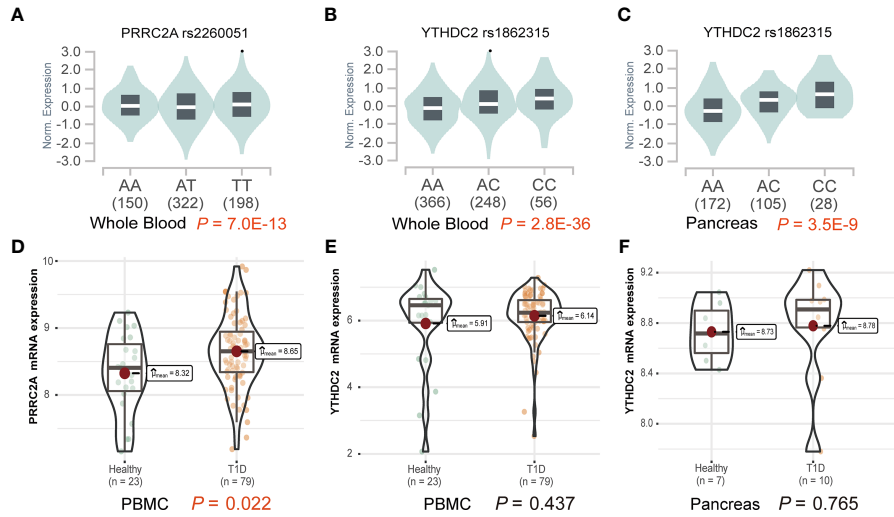 A
PRRC2A rs2260051
Norm. Expression
3.0
2.0
1.0
0.0
-1.0
-2.0
-3.0
AA AT TT
(150) (322) (198)
Whole Blood P = 7.0E-13
B
YTHDC2 rs1862315
Norm. Expression
3.0
2.0
1.0
0.0
-1.0
-2.0
-3.0
AA AC CC
(366) (248) (56)
Whole Blood P = 2.8E-36
C
YTHDC2 rs1862315
Norm. Expression
3.0
2.0
1.0
0.0
-1.0
-2.0
-3.0
AA AC CC
(172) (105) (28)
Pancreas P = 3.5E-9
D
PRRC2A mRNA expression
10
9
8
μ̂mean = 8.32
μ̂mean = 8.65
Healthy T1D
(n = 23) (n = 79)
PBMC P = 0.022
E
YTHDC2 mRNA expression
6
4
2
μ̂mean = 5.91
μ̂mean = 6.14
Healthy T1D
(n = 23) (n = 79)
PBMC P = 0.437
F
YTHDC2 mRNA expression
9.2
8.8
8.4
8.0
μ̂mean = 8.73
μ̂mean = 8.78
Healthy T1D
(n = 7) (n = 10)
Pancreas P = 0.765